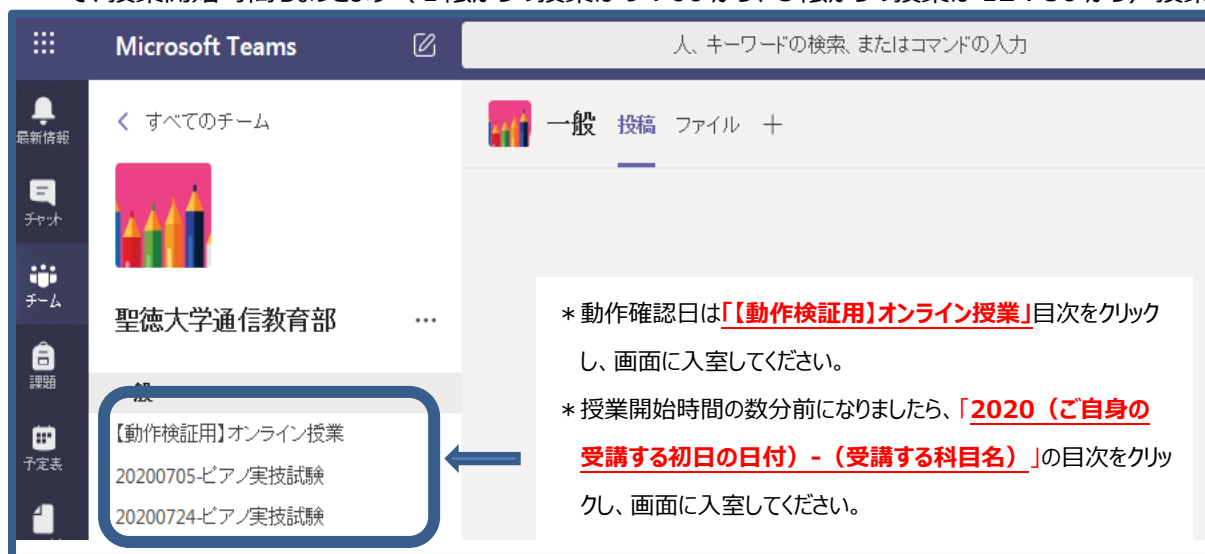 Microsoft Teams
人、キーワードの検索、またはコマンドの入力
最新情報
チャット
チーム
課題
予定表
すべてのチーム
聖徳大学通信教育部
…
【動作検証用】オンライン授業
20200705-ピアノ実技試験
20200724-ピアノ実技試験
一般 投稿 ファイル +
＊動作確認日は「【動作検証用】オンライン授業」目次をクリック
し、画面に入室してください。
＊授業開始時間の数分前になりましたら、「2020（ご自身の
受講する初日の日付）-（受講する科目名）」の目次をクリッ
クし、画面に入室してください。